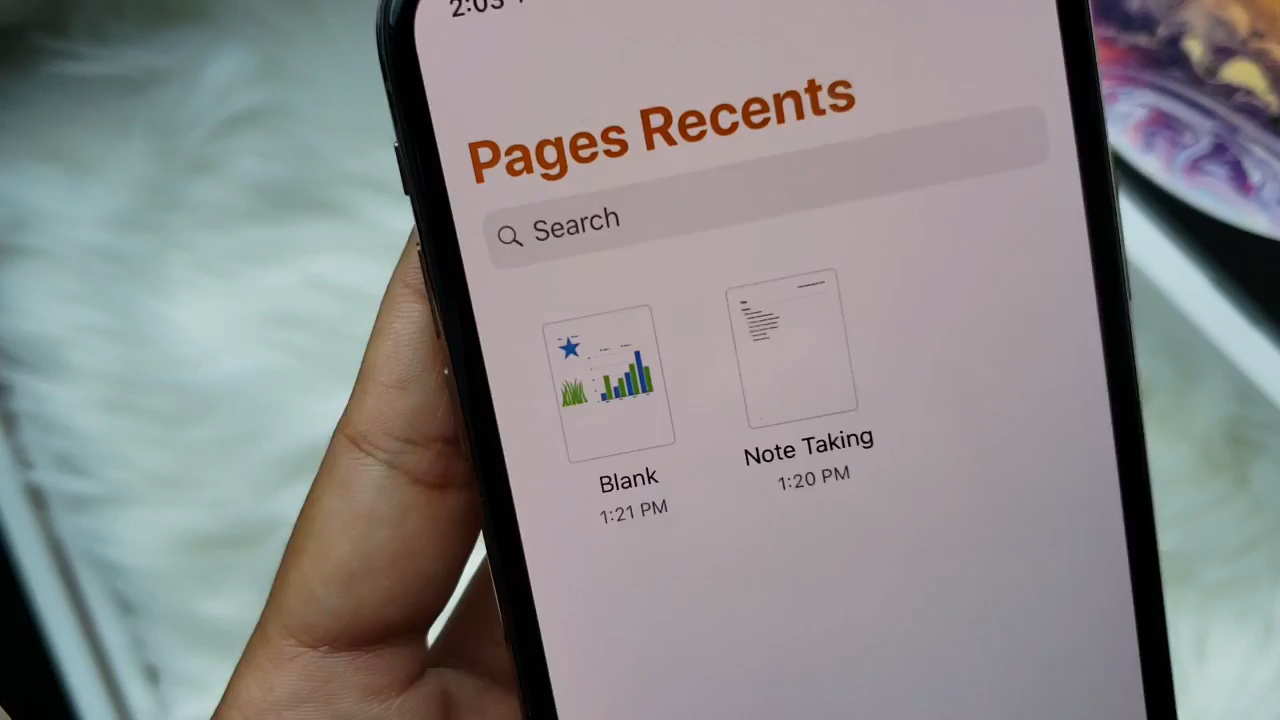 2:03
Pages Recents
Search
Blank
1:21 PM
Note Taking
1:20 PM